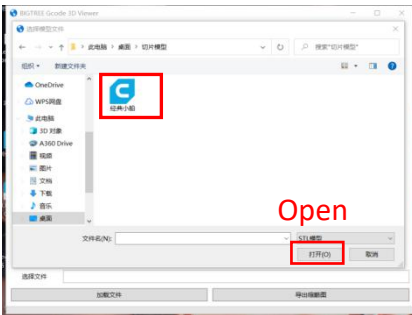 BIGTREE Gcode 3D Viewer
选择模型文件
此电脑 › 桌面 › 切片模型
搜索"切片模型"
组织 新建文件夹
OneDrive
WPS网盘
此电脑
3D 对象
A360 Drive
视频
图片
文档
下载
音乐
桌面
经典小船
Open
文件名(N):
STL模型
打开(O) 取消
选择文件
加载文件 导出缩略图